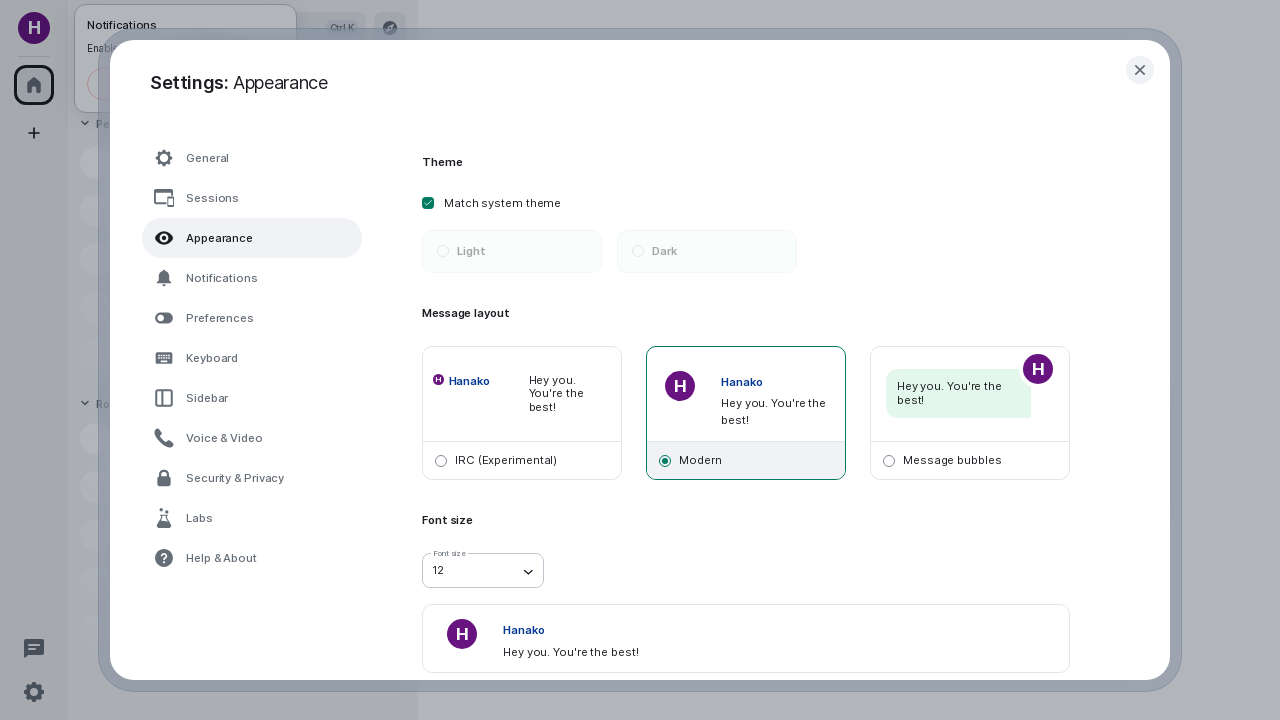 H
Notifications
Ctrl K
Settings: Appearance
General
Sessions
Appearance
Notifications
Preferences
Keyboard
Sidebar
Voice & Video
Security & Privacy
Labs
Help & About
Theme
Match system theme
Light
Dark
Message layout
H Hanako
Hey you.
You're the
best!
IRC (Experimental)
H
Hanako
Hey you. You're the
best!
Modern
H
Hey you. You're the
best!
Message bubbles
Font size
Font size
12
H
Hanako
Hey you. You're the best!